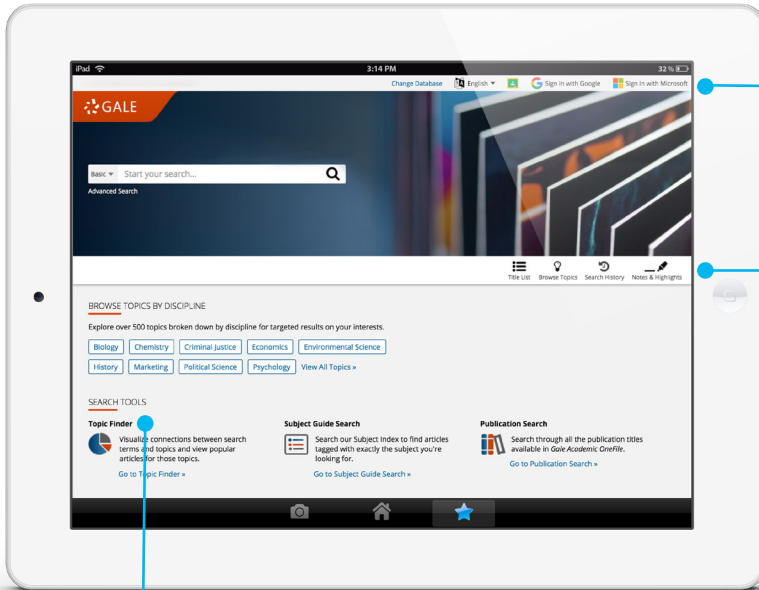 iPad 3:14 PM 32 %
Change Database English Sign in with Google Sign in with Microsoft
GALE
Basic Start your search...
Advanced Search
Title List Browse Topics Search History Notes & Highlights
BROWSE TOPICS BY DISCIPLINE
Explore over 500 topics broken down by discipline for targeted results on your interests.
Biology Chemistry Criminal Justice Economics Environmental Science
History Marketing Political Science Psychology View All Topics »
SEARCH TOOLS
Topic Finder
Visualize connections between search
terms and topics and view popular
articles for those topics.
Go to Topic Finder »
Subject Guide Search
Search our Subject Index to find articles
tagged with exactly the subject you're
looking for.
Go to Subject Guide Search »
Publication Search
Search through all the publication titles
available in Gale Academic OneFile.
Go to Publication Search »